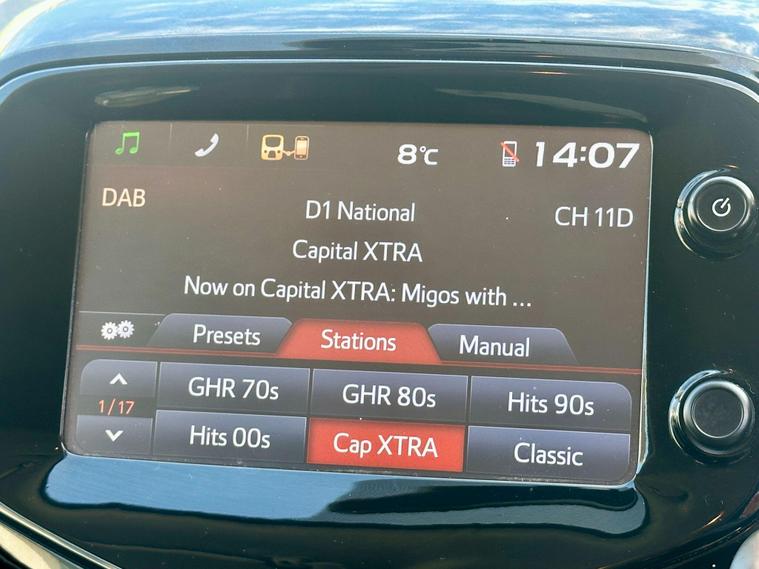 8°C 14:07
DAB
D1 National
CH 11D
Capital XTRA
Now on Capital XTRA: Migos with ...
Presets Stations Manual
GHR 70s GHR 80s Hits 90s
1/17
Hits 00s Cap XTRA Classic